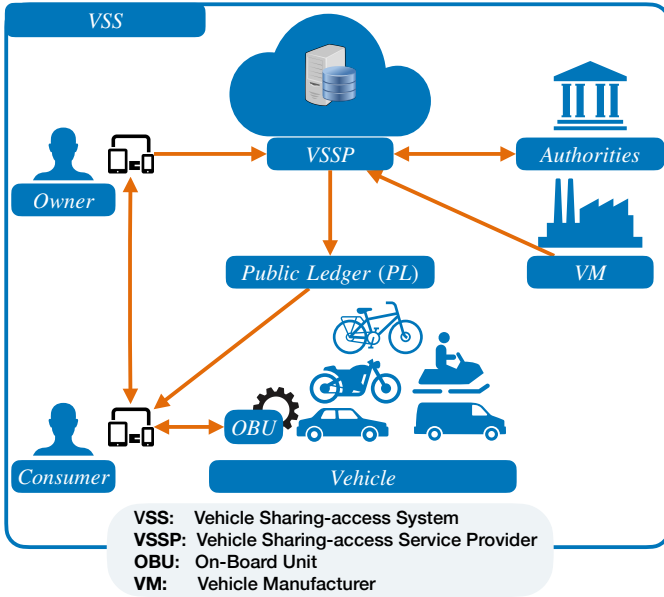 VSS
VSSP
Authorities
Owner
Public Ledger (PL)
VM
OBU
Consumer
Vehicle
VSS: Vehicle Sharing-access System
VSSP: Vehicle Sharing-access Service Provider
OBU: On-Board Unit
VM: Vehicle Manufacturer